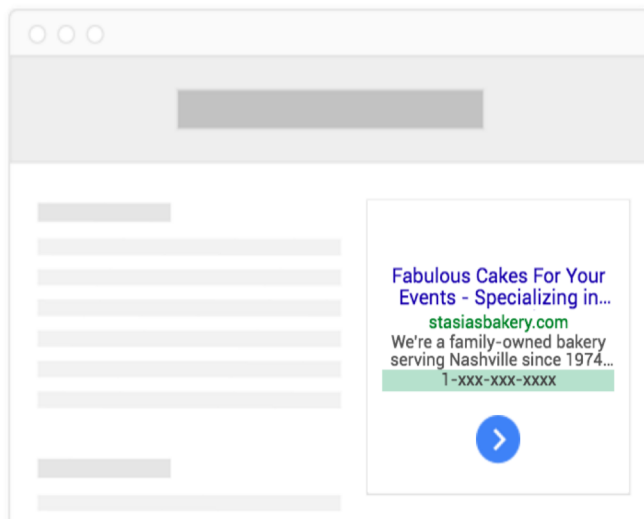 Fabulous Cakes For Your
Events - Specializing in...
stasiasbakery.com
We're a family-owned bakery
serving Nashville since 1974...
1-xxx-xxx-xxxx